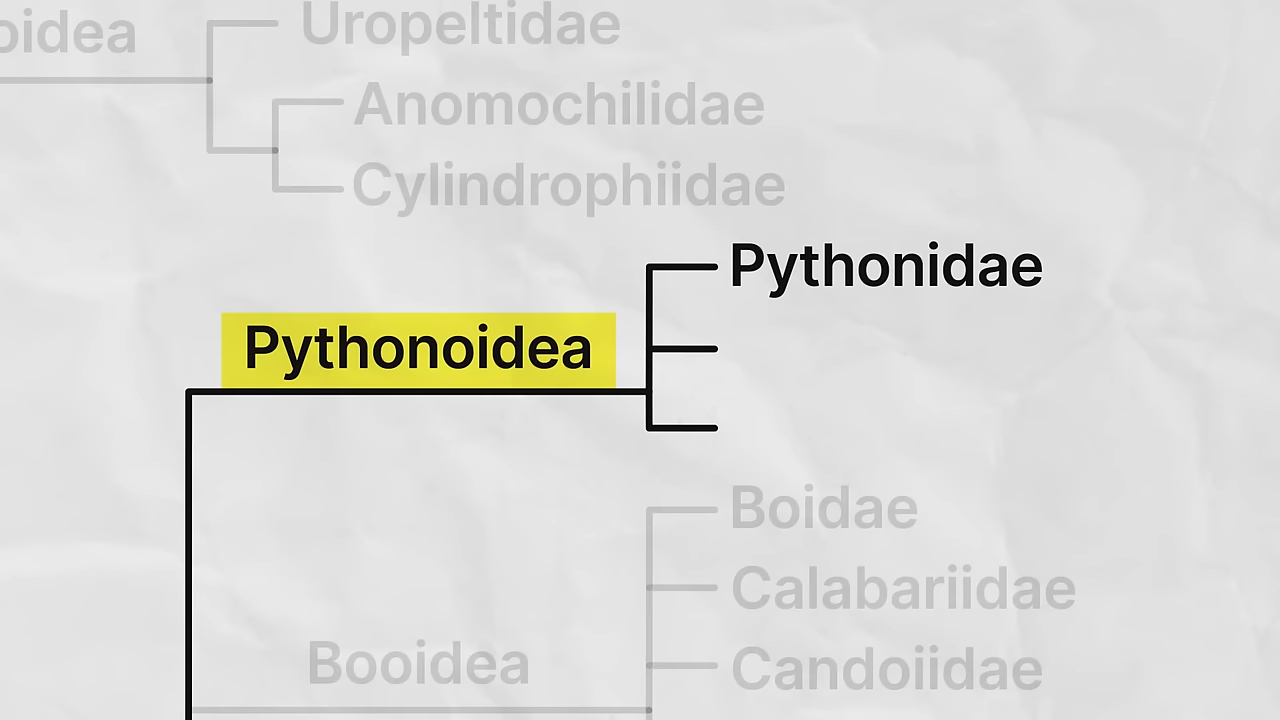 oidea
Uropeltidae
Anomochilidae
Cylindrophiidae
Pythonidae
Pythonoidea
Boidae
Calabariidae
Booidea
Candoiidae